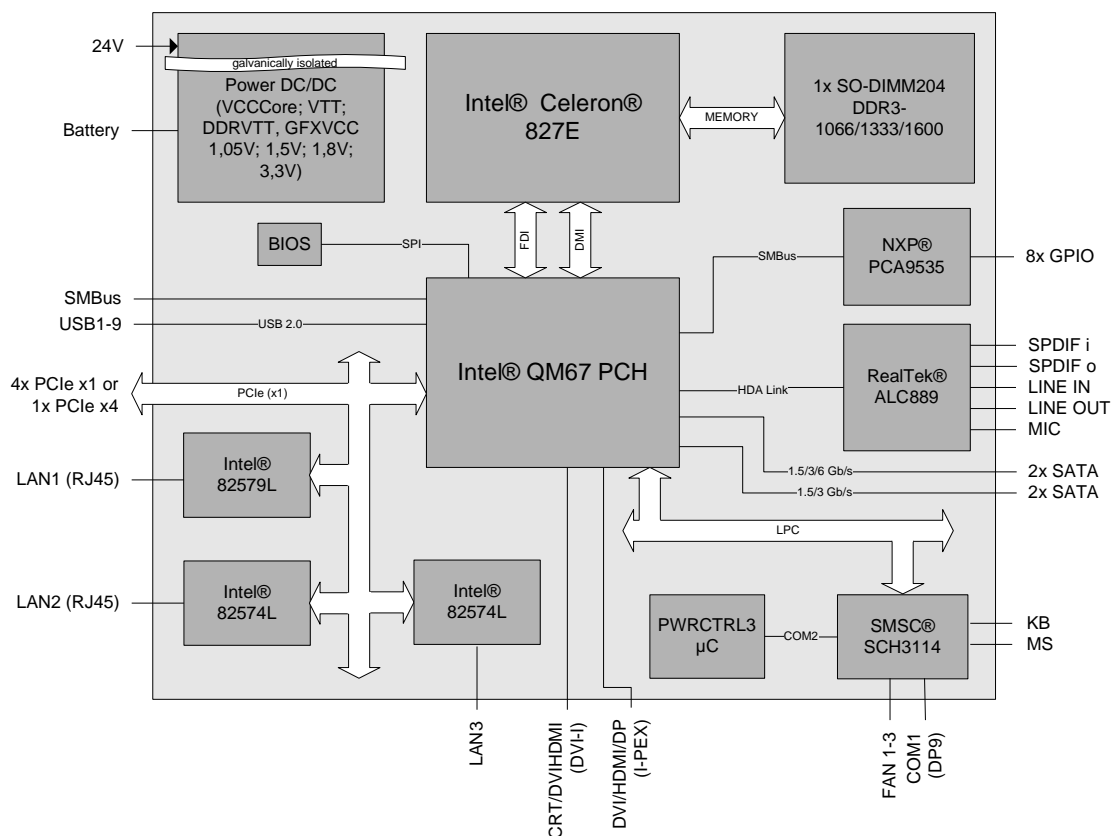 24V
galvanically isolated
Power DC/DC
(VCCCore; VTT;
DDRVTT, GFXVCC
1,05V; 1,5V; 1,8V;
3,3V)
Battery
Intel® Celeron®
827E
MEMORY
1x SO-DIMM204
DDR3-
1066/1333/1600
FDI
DMI
BIOS
SPI
SMBus
NXP®
PCA9535
8x GPIO
SMBus
USB1-9
USB 2.0
Intel® QM67 PCH
HDA Link
RealTek®
ALC889
SPDIF i
SPDIF o
LINE IN
LINE OUT
MIC
4x PCIe x1 or
1x PCIe x4
PCIe (x1)
1.5/3/6 Gb/s
2x SATA
1.5/3 Gb/s
2x SATA
LAN1 (RJ45)
Intel®
82579L
LPC
LAN2 (RJ45)
Intel®
82574L
Intel®
82574L
PWRCTRL3
µC
COM2
SMSC®
SCH3114
KB
MS
LAN3
CRT/DVIHDMI
(DVI-I)
DVI/HDMI/DP
(I-PEX)
FAN 1-3
COM1
(DP9)